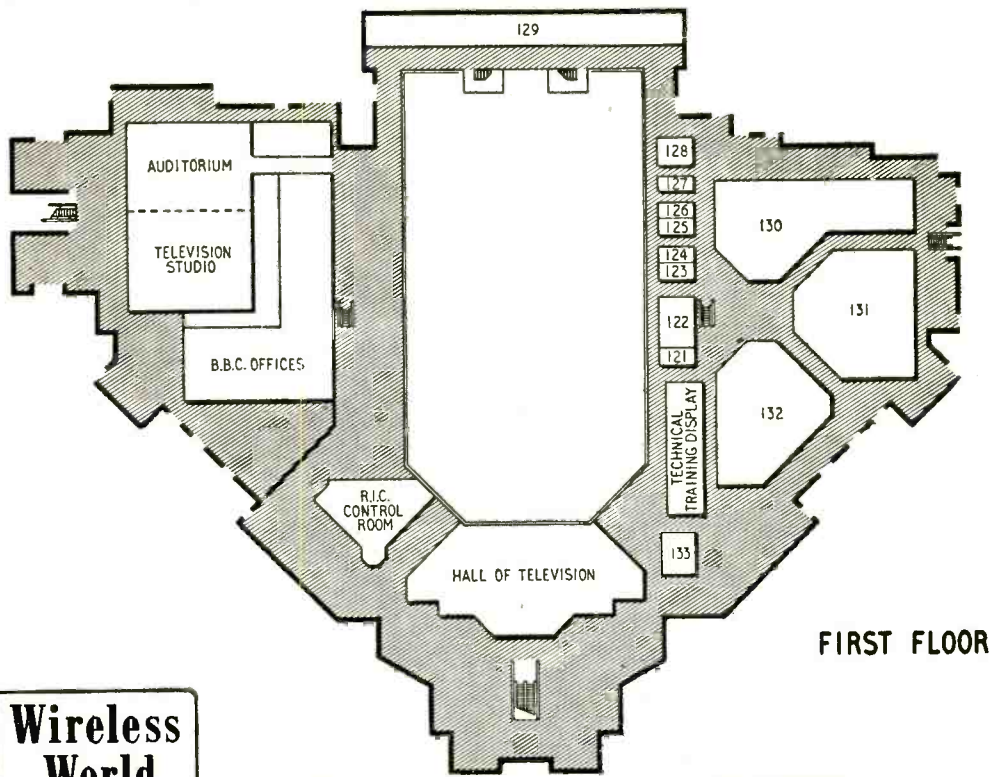 129
AUDITORIUM
TELEVISION
STUDIO
B.B.C. OFFICES
128
127
126
125
124
123
122
121
130
131
132
TECHNICAL
TRAINING DISPLAY
R.I.C.
CONTROL
ROOM
133
HALL OF TELEVISION
FIRST FLOOR
Wireless
World